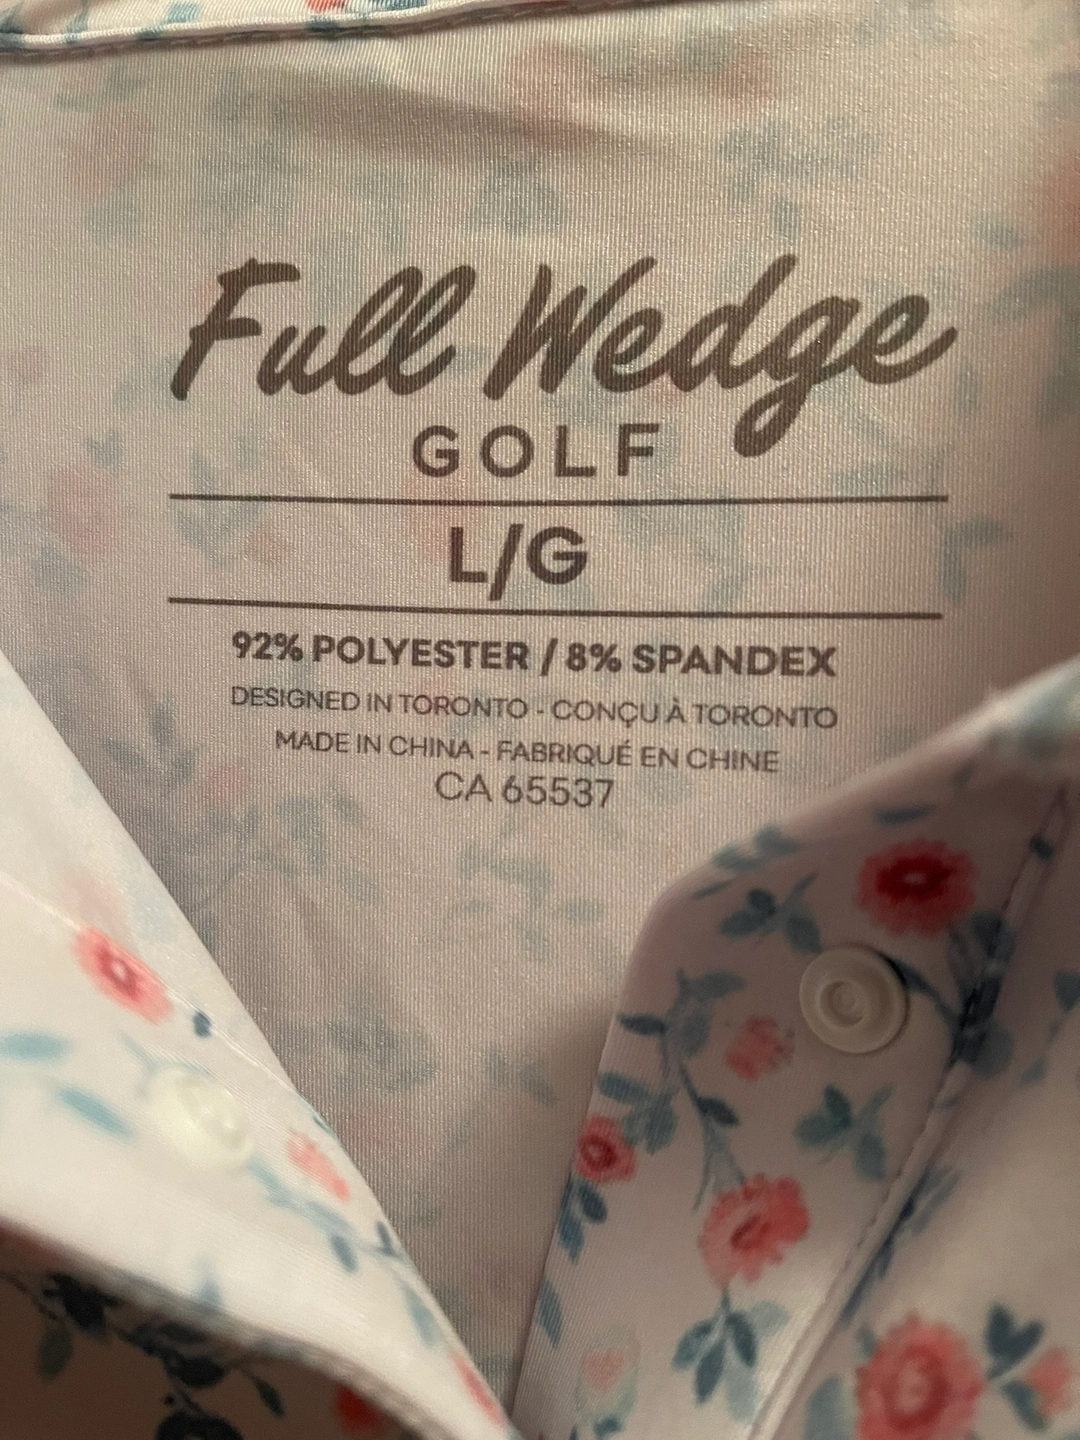 Full Wedge
GOLF
L/G
92% POLYESTER / 8% SPANDEX
DESIGNED IN TORONTO - CONÇU À TORONTO
MADE IN CHINA - FABRIQUÉ EN CHINE
CA 65537